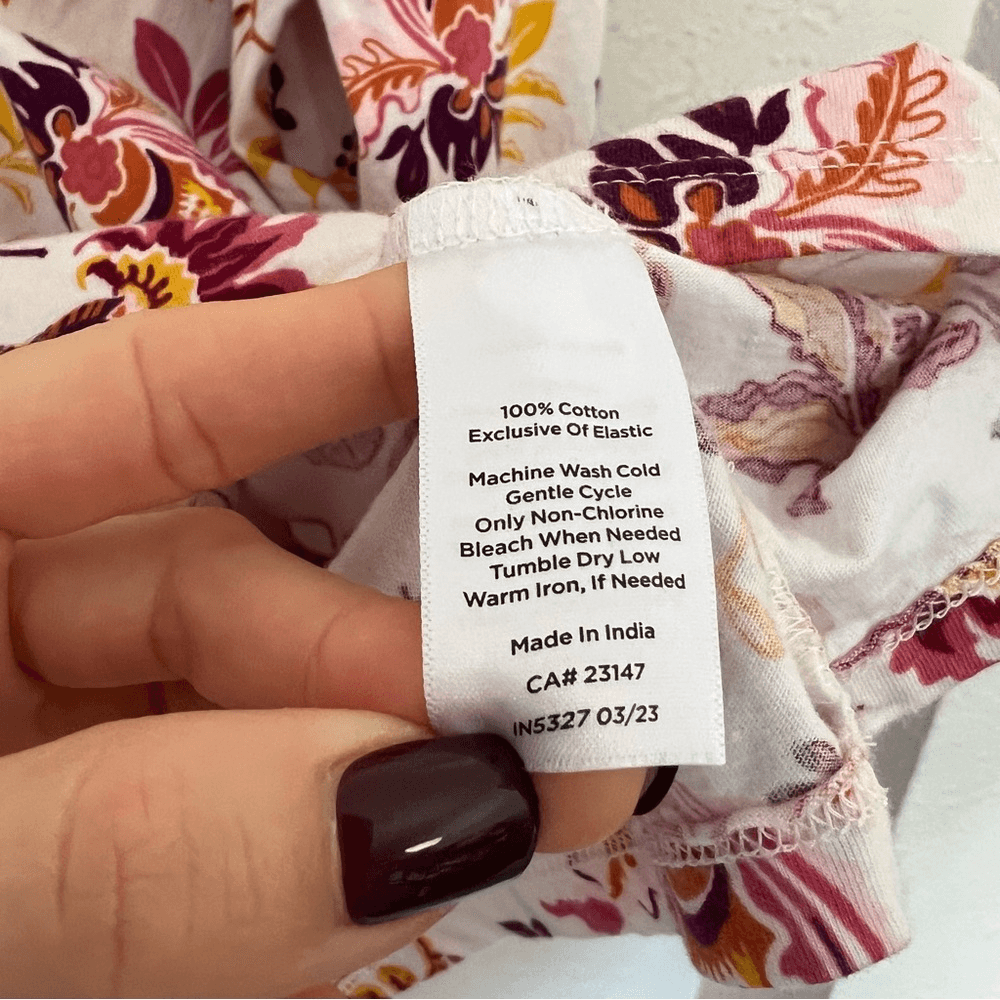 100% Cotton
Exclusive Of Elastic
Machine Wash Cold
Gentle Cycle
Only Non-Chlorine
Bleach When Needed
Tumble Dry Low
Warm Iron, If Needed
Made In India
CA# 23147
IN5327 03/23